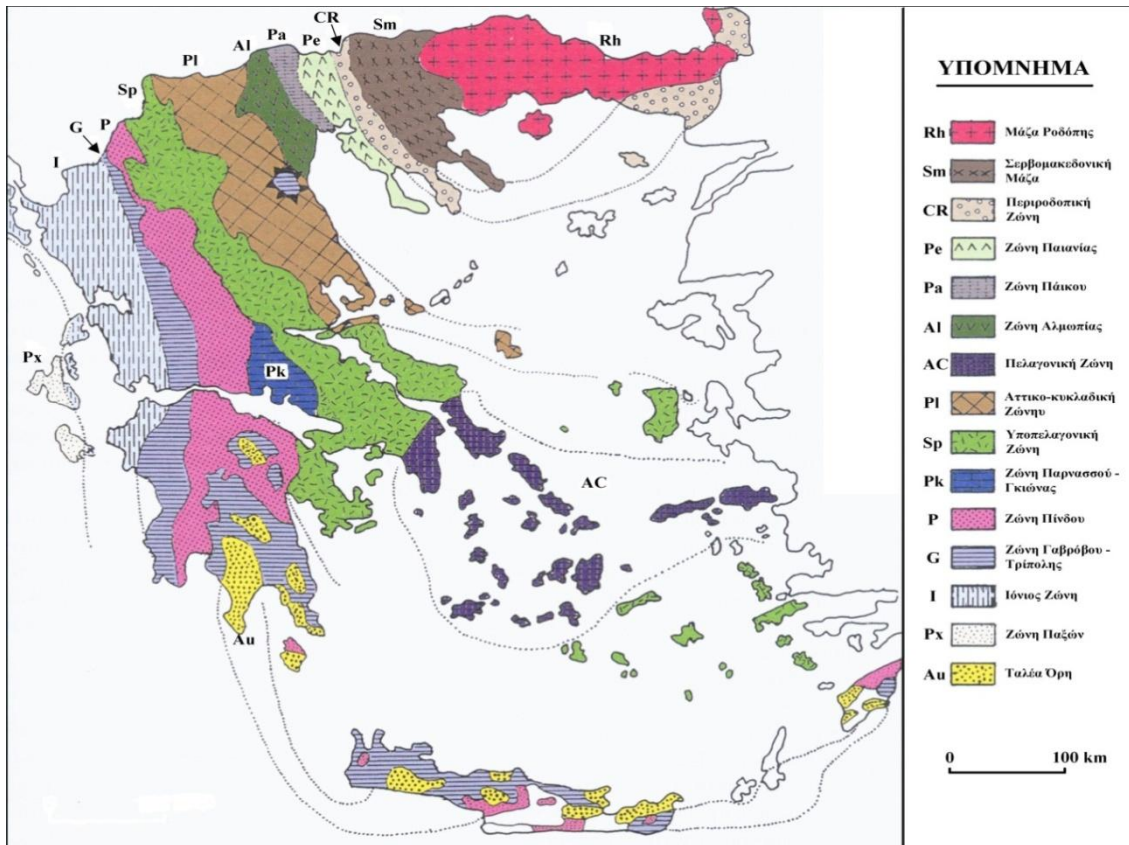 CR
Sm
Pa
Al
Pe
Rh
Pl
Sp
P
G
I
Px
Pk
AC
Au
ΥΠΟΜΝΗΜΑ
Rh Μάζα Ροδόπης
Sm Σερβομακεδονική
Μάζα
CR Περιροδοπική
Ζώνη
Pe Ζώνη Παιανίας
Pa Ζώνη Πάικου
Al Ζώνη Αλμωπίας
AC Πελαγονική Ζώνη
Pl Αττικο-κυκλαδική
Ζώνηυ
Sp Υποπελαγονική
Ζώνη
Pk Ζώνη Παρνασσού -
Γκιώνας
P Ζώνη Πίνδου
G Ζώνη Γαβρόβου -
Τρίπολης
I Ιόνιος Ζώνη
Px Ζώνη Παξών
Au Ταλέα Όρη
0 100 km